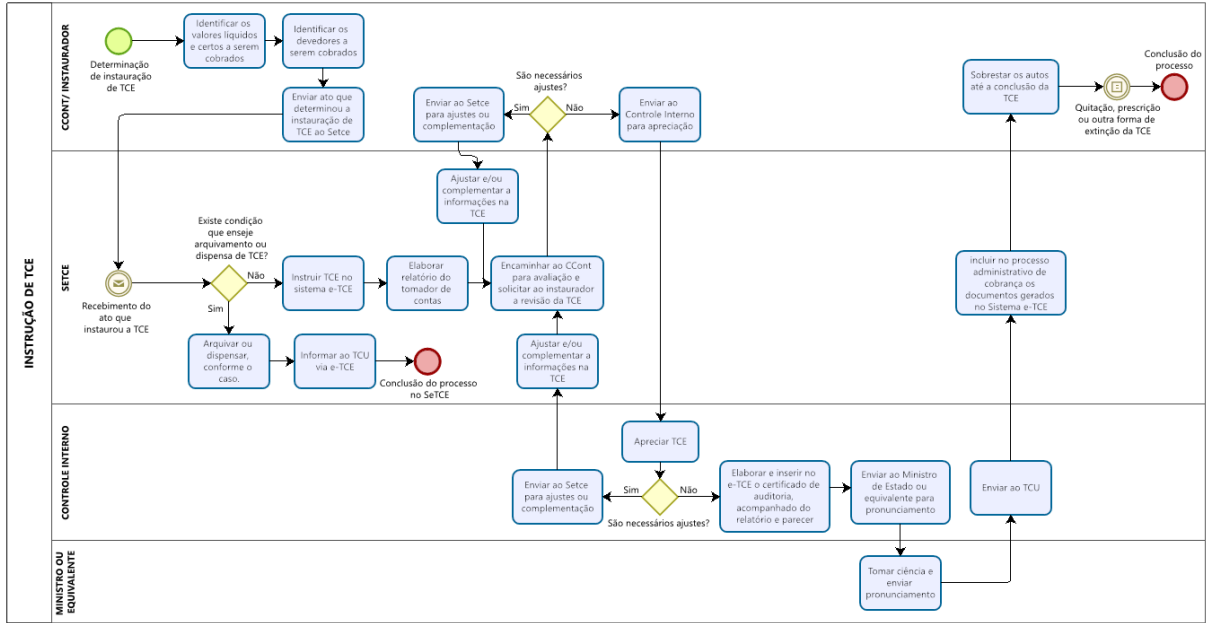 INSTRUÇÃO DE TCE
CCONT/ INSTAURADOR
Determinação
de instauração
de TCE
Identificar os
valores líquidos
e certos a serem
cobrados
Identificar os
devedores a
serem cobrados
Enviar ato que
determinou a
instauração de
TCE ao Setce
Enviar ao Setce
para ajustes ou
complementação
São necessários
ajustes?
Sim
Não
Enviar ao
Controle Interno
para apreciação
Sobrestar os autos
até a conclusão da
TCE
Quitação, prescrição
ou outra forma de
extinção da TCE
Conclusão do
processo
SETCE
Recebimento do
ato que
instaurou a TCE
Existe condição
que enseje
arquivamento ou
dispensa de TCE?
Não
Sim
Instruir TCE no
sistema e-TCE
Elaborar
relatório do
tomador de
contas
Ajustar e/ou
complementar a
informações na
TCE
Encaminhar ao CCont
para avaliação e
solicitar ao instaurador
a revisão da TCE
Arquivar ou
dispensar,
conforme o
caso.
Informar ao TCU
via e-TCE
Conclusão do processo
no SeTCE
Ajustar e/ou
complementar a
informações na
TCE
incluir no processo
administrativo de
cobrança os
documentos gerados
no Sistema e-TCE
CONTROLE INTERNO
Apreciar TCE
Enviar ao Setce
para ajustes ou
complementação
Sim
Não
São necessários ajustes?
Elaborar e inserir no
e-TCE o certificado de
auditoria,
acompanhado do
relatório e parecer
Enviar ao Ministro
de Estado ou
equivalente para
pronunciamento
Enviar ao TCU
MINISTRO OU
EQUIVALENTE
Tomar ciência e
enviar
pronunciamento